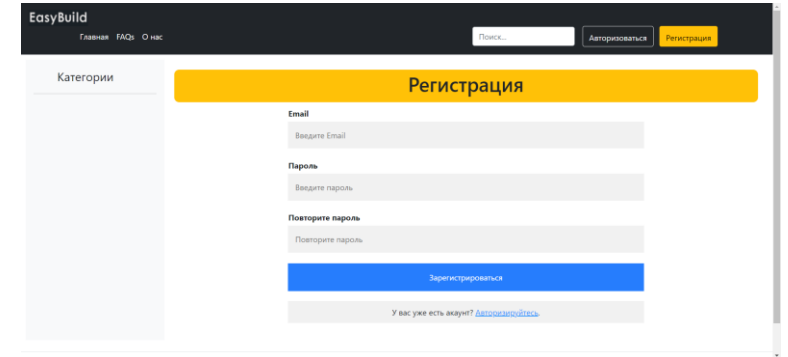 EasyBuild
Главная FAQs О нас
Поиск...
Авторизоваться
Регистрация
Категории
Регистрация
Email
Введите Email
Пароль
Введите пароль
Повторите пароль
Повторите пароль
Зарегистрироваться
У вас уже есть акаунт? Авторизируйтесь.